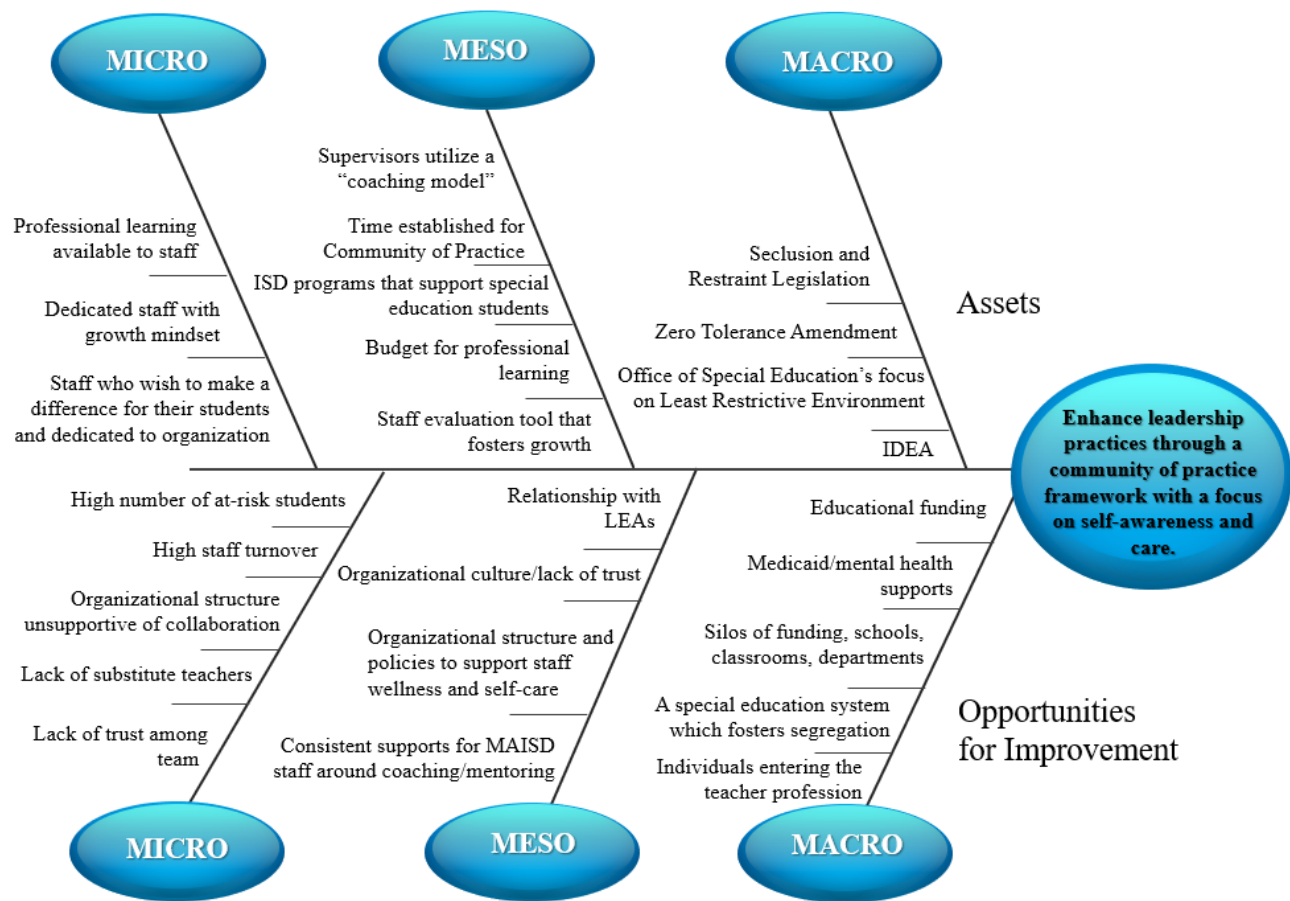 MICRO
MESO
MACRO
Professional learning
available to staff
Dedicated staff with
growth mindset
Staff who wish to make a
difference for their students
and dedicated to organization
Supervisors utilize a
“coaching model”
Time established for
Community of Practice
ISD programs that support special
education students
Budget for professional
learning
Staff evaluation tool that
fosters growth
Seclusion and
Restraint Legislation
Zero Tolerance Amendment
Office of Special Education’s focus
on Least Restrictive Environment
IDEA
Assets
Enhance leadership
practices through a
community of practice
framework with a focus
on self-awareness and
care.
High number of at-risk students
High staff turnover
Organizational structure
unsupportive of collaboration
Lack of substitute teachers
Lack of trust among
team
Relationship with
LEAs
Organizational culture/lack of trust
Organizational structure and
policies to support staff
wellness and self-care
Consistent supports for MAISD
staff around coaching/mentoring
Educational funding
Medicaid/mental health
supports
Silos of funding, schools,
classrooms, departments
A special education system
which fosters segregation
Individuals entering the
teacher profession
Opportunities
for Improvement
MICRO
MESO
MACRO